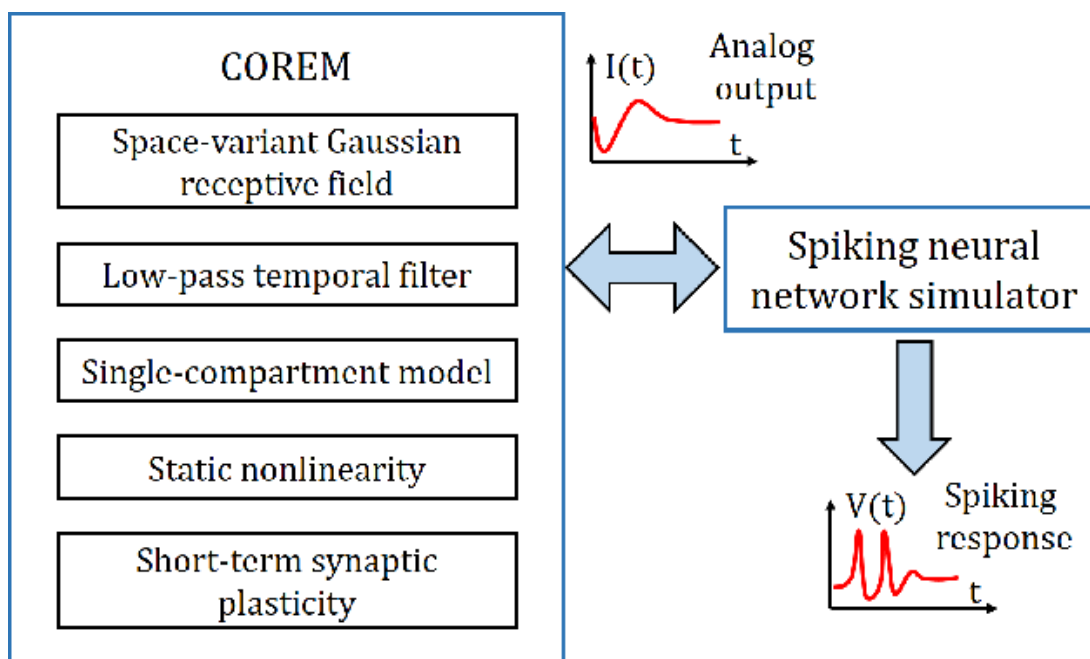 COREM
Space-variant Gaussian
receptive field
Low-pass temporal filter
Single-compartment model
Static nonlinearity
Short-term synaptic
plasticity
I(t)
Analog
output
t
Spiking neural
network simulator
V(t)
Spiking
response
t